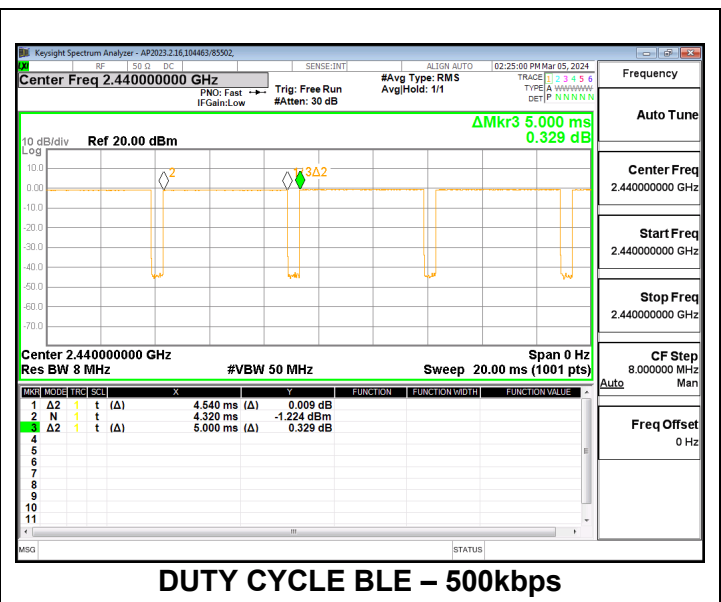 Keysight Spectrum Analyzer - AP2023.2.16,104463/85502,
RF 50 Ω DC SENSE:INT ALIGN AUTO 02:25:00 PM Mar 05, 2024
Center Freq 2.440000000 GHz
PNO: Fast
IFGain:Low
Trig: Free Run
#Atten: 30 dB
#Avg Type: RMS
Avg|Hold: 1/1
TRACE 1 2 3 4 5 6
TYPE A WWWWW
DET P N N N N N
Frequency
ΔMkr3 5.000 ms
0.329 dB
10 dB/div Ref 20.00 dBm
Log
10.0
0.00
-10.0
-20.0
-30.0
-40.0
-50.0
-60.0
-70.0
2
3Δ2
Center 2.440000000 GHz Span 0 Hz
Res BW 8 MHz #VBW 50 MHz Sweep 20.00 ms (1001 pts)
MKR MODE TRC SCL X Y FUNCTION FUNCTION WIDTH FUNCTION VALUE
1 Δ2 1 t (Δ) 4.540 ms (Δ) 0.009 dB
2 N 1 t 4.320 ms -1.224 dBm
3 Δ2 1 t (Δ) 5.000 ms (Δ) 0.329 dB
4
5
6
7
8
9
10
11
MSG STATUS
Auto Tune
Center Freq
2.440000000 GHz
Start Freq
2.440000000 GHz
Stop Freq
2.440000000 GHz
CF Step
8.000000 MHz
Auto Man
Freq Offset
0 Hz
DUTY CYCLE BLE – 500kbps